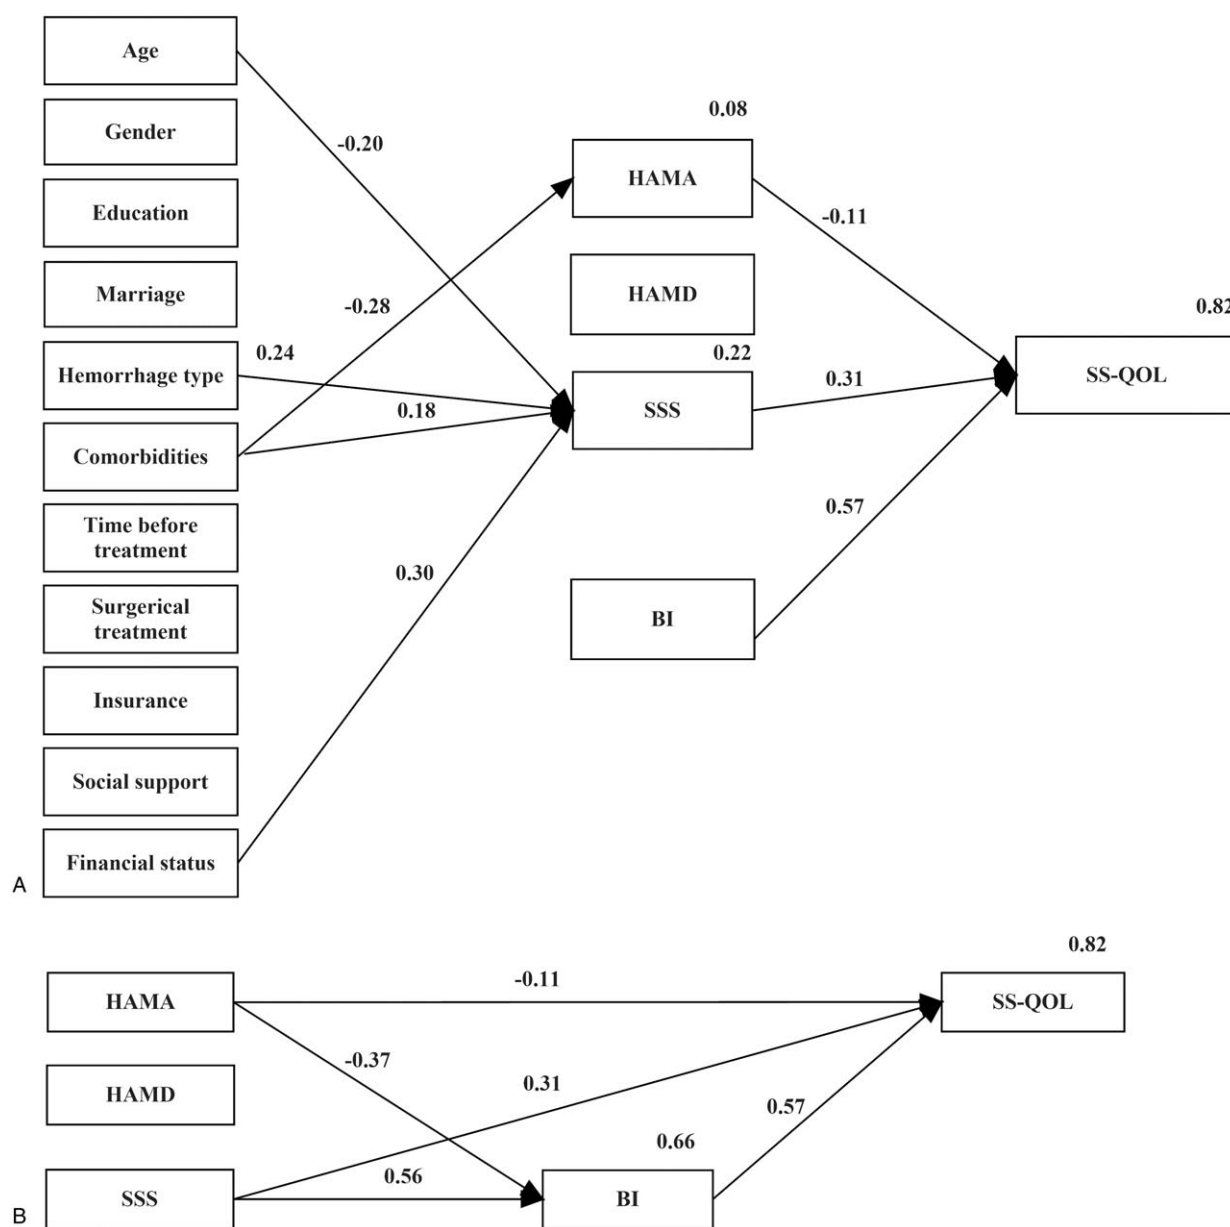 Age
Gender
Education
Marriage
Hemorrhage type
Comorbidities
Time before
treatment
Surgerical
treatment
Insurance
Social support
Financial status
-0.20
-0.28
0.24
0.18
0.30
0.08
HAMA
HAMD
0.22
SSS
BI
-0.11
0.31
0.57
0.82
SS-QOL
A
HAMA
HAMD
SSS
-0.11
-0.37
0.31
0.56
0.66
BI
0.57
0.82
SS-QOL
B